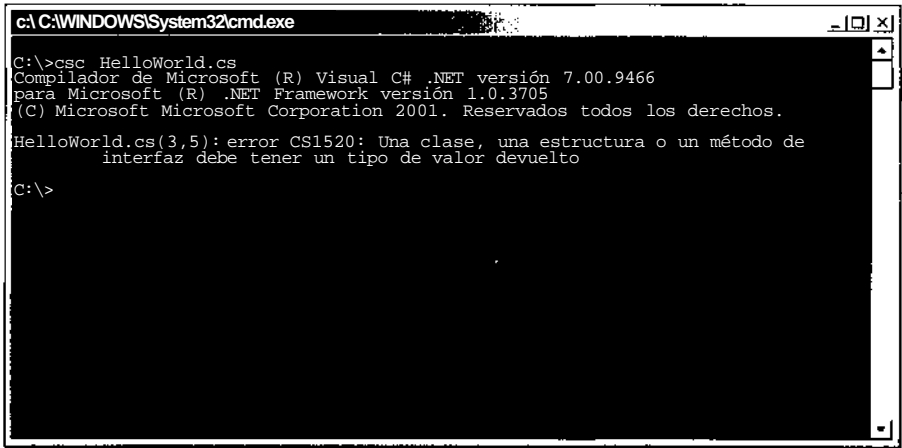 c:\ C:\WINDOWS\System32\cmd.exe
C:\>csc HelloWorld.cs
Compilador de Microsoft (R) Visual C# .NET versión 7.00.9466
para Microsoft (R) .NET Framework versión 1.0.3705
(C) Microsoft Microsoft Corporation 2001. Reservados todos los derechos.
HelloWorld.cs(3,5): error CS1520: Una clase, una estructura o un método de
interfaz debe tener un tipo de valor devuelto
C:\>